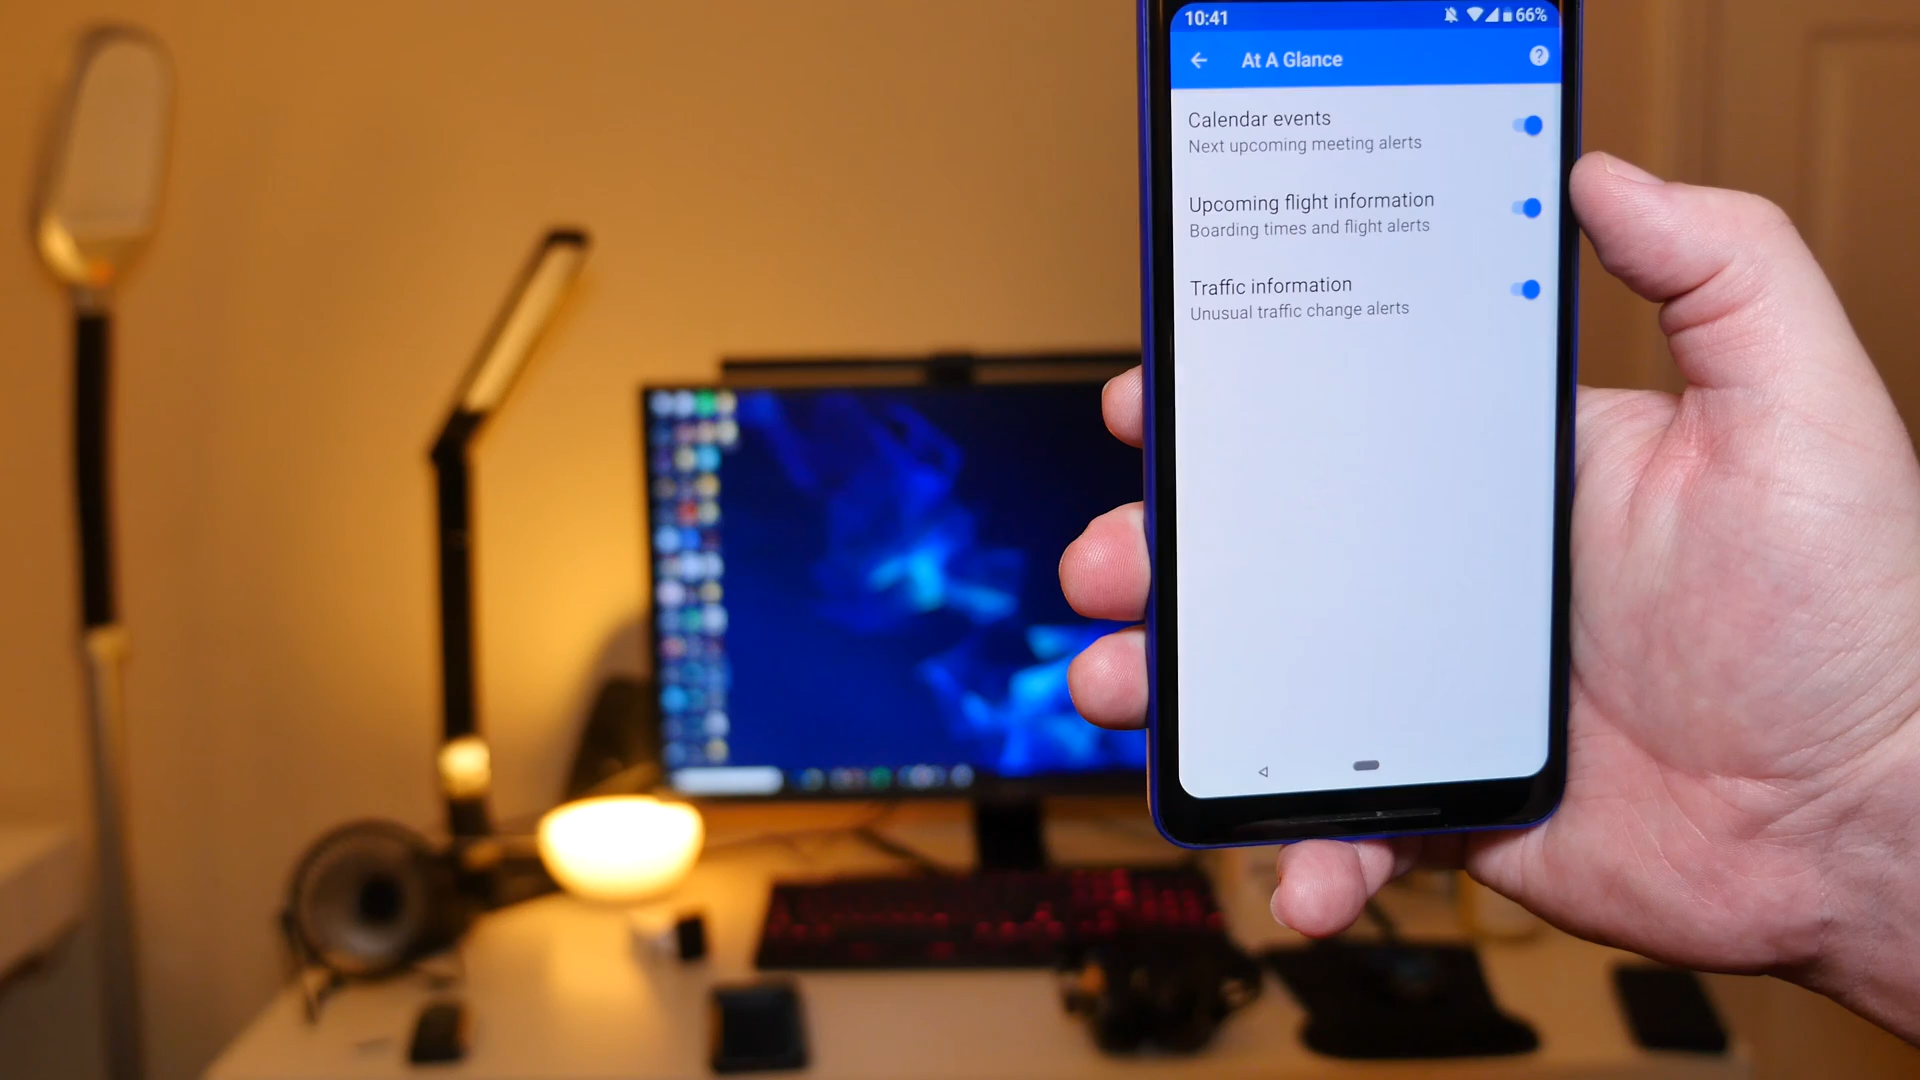 10:41
66%
At A Glance
?
Calendar events
Next upcoming meeting alerts
Upcoming flight information
Boarding times and flight alerts
Traffic information
Unusual traffic change alerts